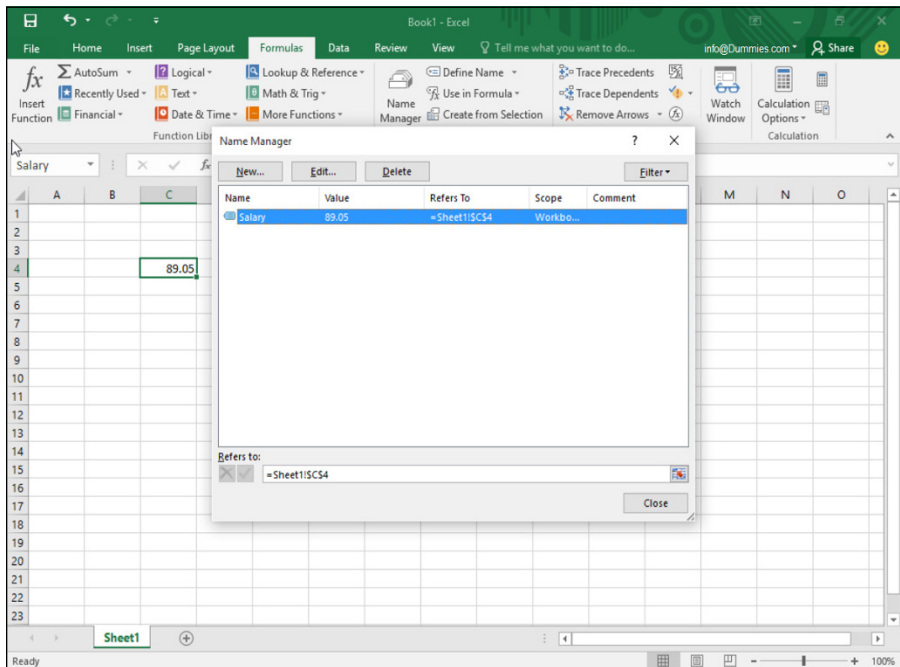 Book1 - Excel
File Home Insert Page Layout Formulas Data Review View Tell me what you want to do... info@Dummies.com Share
fx AutoSum Logical Lookup & Reference Define Name Trace Precedents
Recently Used Text Math & Trig Use in Formula Trace Dependents
Insert Function Financial Date & Time More Functions Name Manager Create from Selection Remove Arrows Watch Window Calculation Options
Function Lib Calculation
Name Manager ? X
Salary fx
New... Edit... Delete Filter
A B C M N O
Name Value Refers To Scope Comment
Salary 89.05 =Sheet1!$C$4 Workbo...
1
2
3
4 89.05
5
6
7
8
9
10
11
12
13
14
Refers to:
15 =Sheet1!$C$4
16
17 Close
18
19
20
21
22
23
Sheet1
Ready 100%